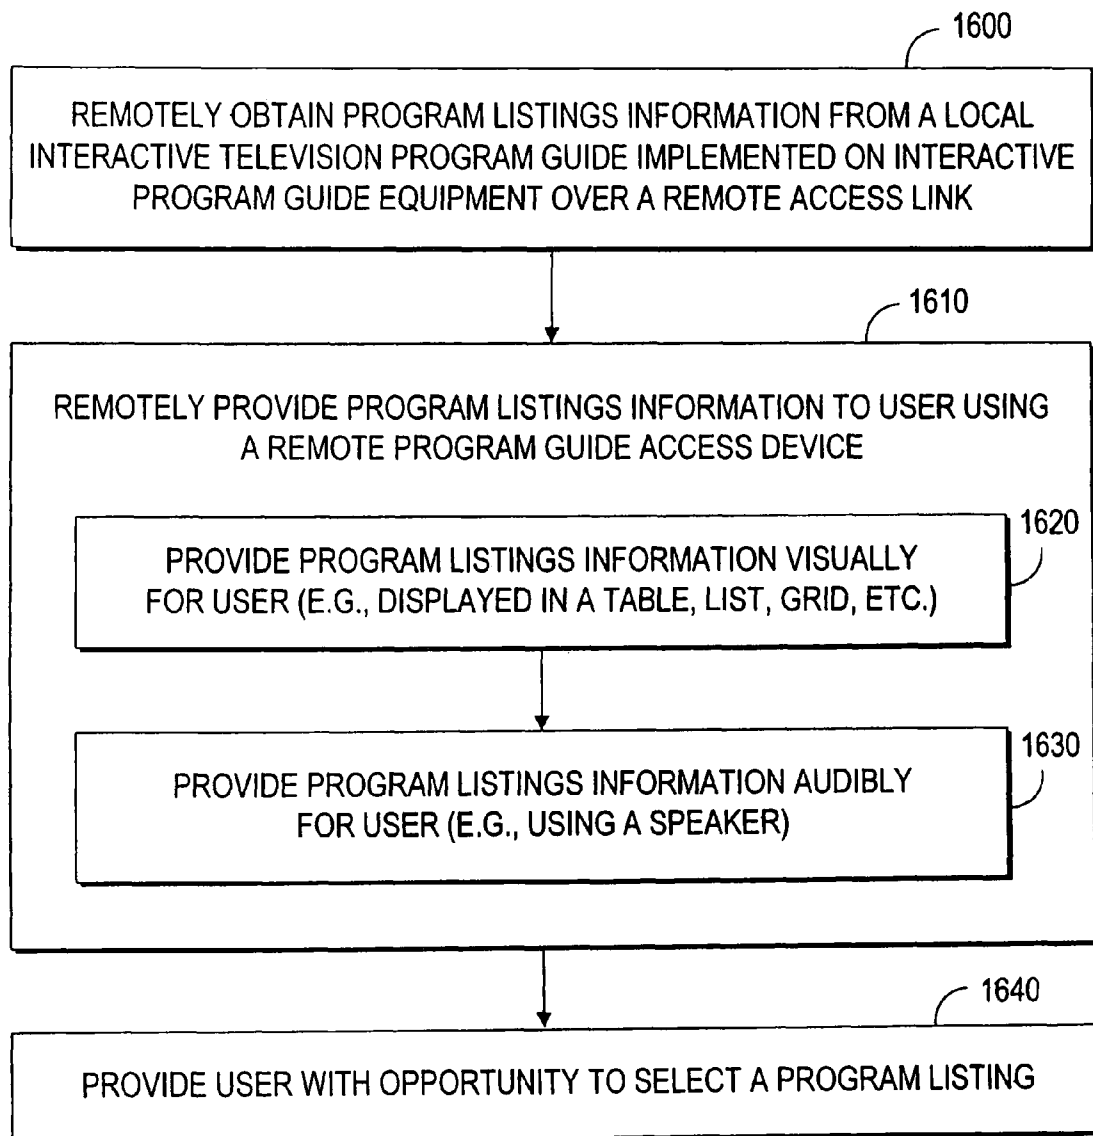 1600
REMOTELY OBTAIN PROGRAM LISTINGS INFORMATION FROM A LOCAL
INTERACTIVE TELEVISION PROGRAM GUIDE IMPLEMENTED ON INTERACTIVE
PROGRAM GUIDE EQUIPMENT OVER A REMOTE ACCESS LINK
1610
REMOTELY PROVIDE PROGRAM LISTINGS INFORMATION TO USER USING
A REMOTE PROGRAM GUIDE ACCESS DEVICE
1620
PROVIDE PROGRAM LISTINGS INFORMATION VISUALLY
FOR USER (E.G., DISPLAYED IN A TABLE, LIST, GRID, ETC.)
1630
PROVIDE PROGRAM LISTINGS INFORMATION AUDIBLY
FOR USER (E.G., USING A SPEAKER)
1640
PROVIDE USER WITH OPPORTUNITY TO SELECT A PROGRAM LISTING